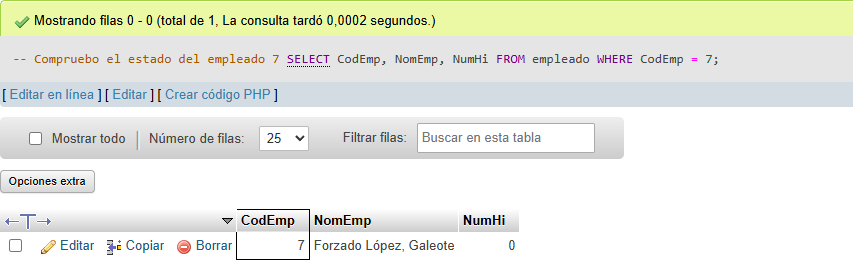 Mostrando filas 0 - 0 (total de 1, La consulta tardó 0,0002 segundos.)
-- Compruebo el estado del empleado 7 SELECT CodEmp, NomEmp, NumHi FROM empleado WHERE CodEmp = 7;
[ Editar en línea ] [ Editar ] [ Crear código PHP ]
Mostrar todo | Número de filas: 25 Filtrar filas: Buscar en esta tabla
Opciones extra
←T→ CodEmp NomEmp NumHi
Editar Copiar Borrar 7 Forzado López, Galeote 0